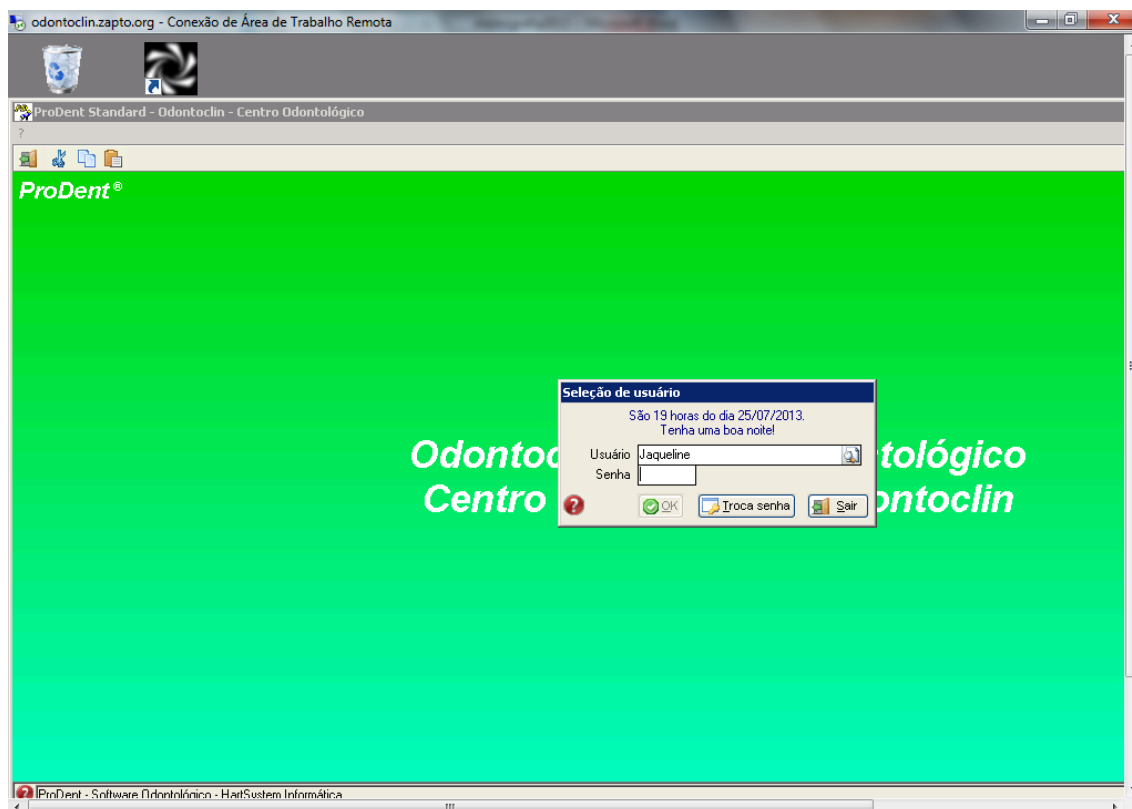 odontoclin.zapto.org - Conexão de Área de Trabalho Remota
ProDent Standard - Odontoclin - Centro Odontológico
?
ProDent ®
Seleção de usuário
São 19 horas do dia 25/07/2013.
Tenha uma boa noite!
Usuário Jaqueline
Senha
OK Troca senha Sair
Odontoc tológico
Centro ontoclin
ProDent - Software Odontológico - HartSystem Informática